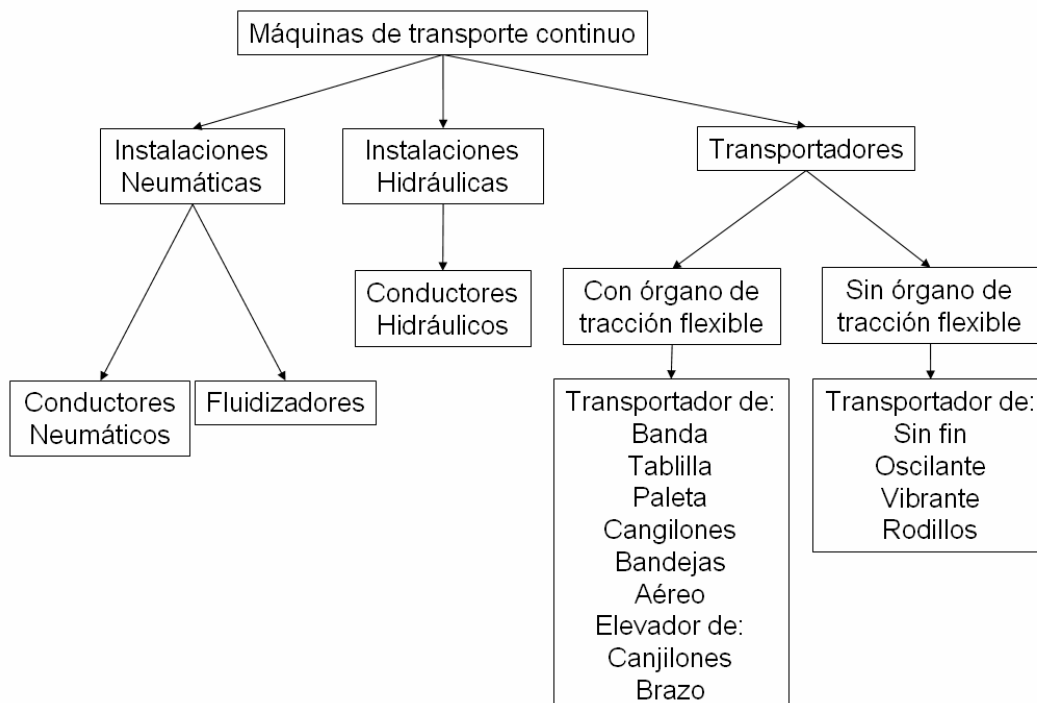 Máquinas de transporte continuo
Instalaciones
Neumáticas
Instalaciones
Hidráulicas
Transportadores
Conductores
Hidráulicos
Con órgano de
tracción flexible
Sin órgano de
tracción flexible
Conductores
Neumáticos
Fluidizadores
Transportador de:
Banda
Tablilla
Paleta
Cangilones
Bandejas
Aéreo
Elevador de:
Canjilones
Brazo
Transportador de:
Sin fin
Oscilante
Vibrante
Rodillos